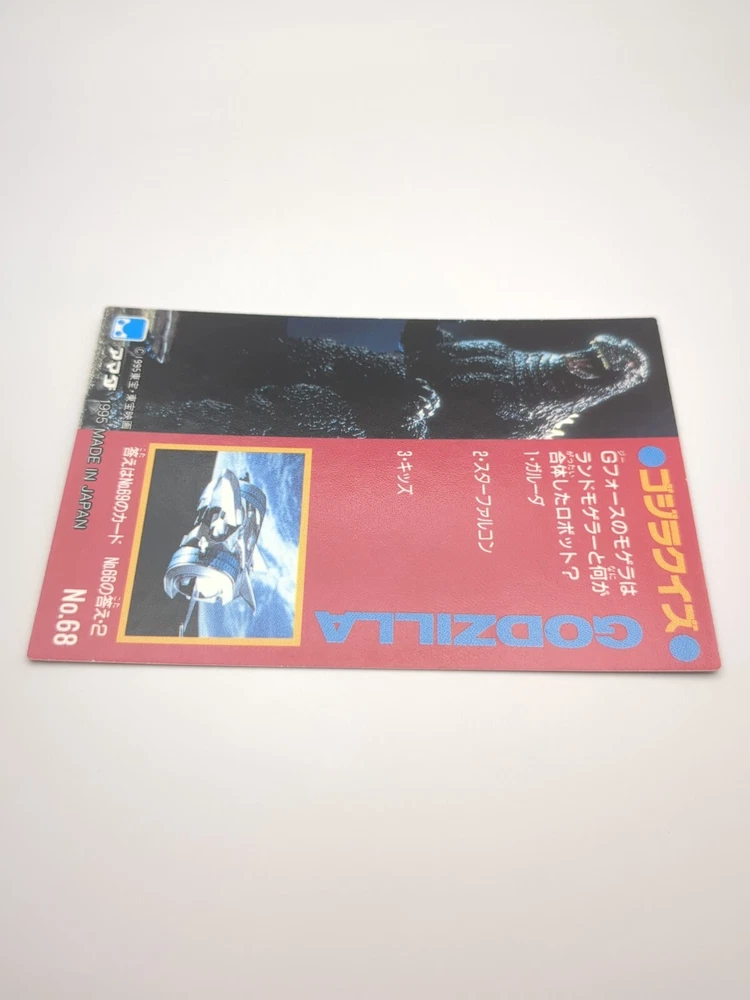 ●ゴジラクイズ●
Gフォースのモゲラは
ランドモゲラーと何が
合体したロボット?
1・ガルーダ
2・スターファルコン
3・キッズ
GODZILLA
答えはNo.69のカード No.66の答え2
No.68
アマダ
©1995東宝・東宝映画
1995 MADE IN JAPAN